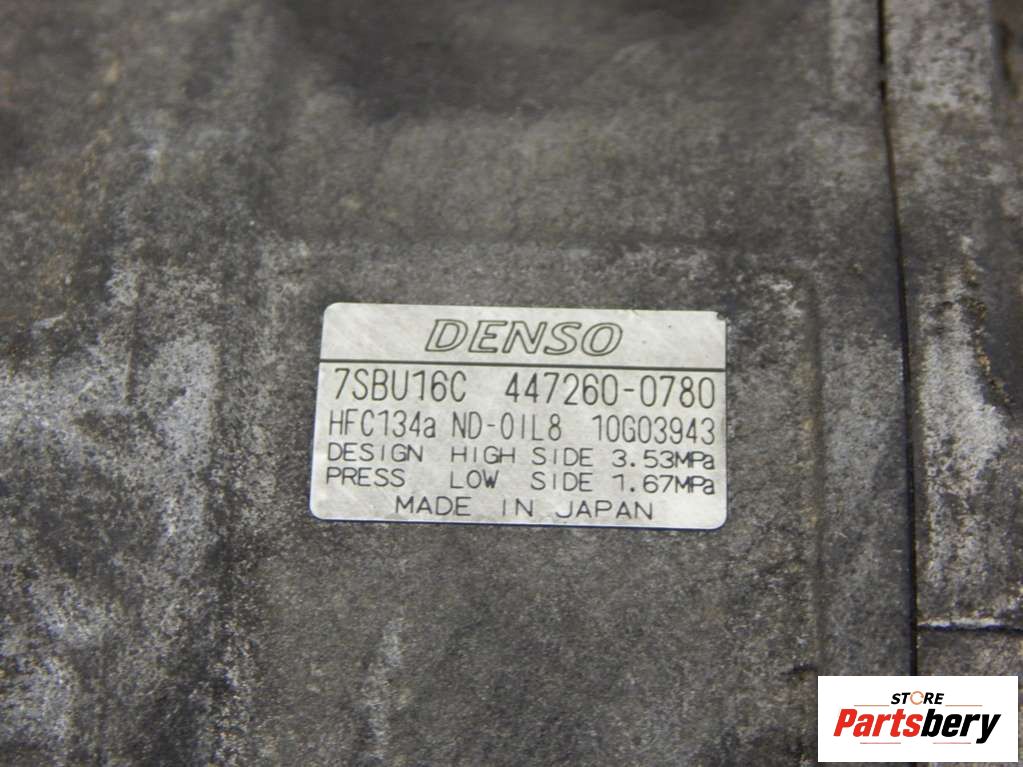 DENSO
7SBU16C 447260-0780
HFC134a ND-OIL8 10G03943
DESIGN HIGH SIDE 3.53MPa
PRESS LOW SIDE 1.67MPa
MADE IN JAPAN
STORE
Partsbery